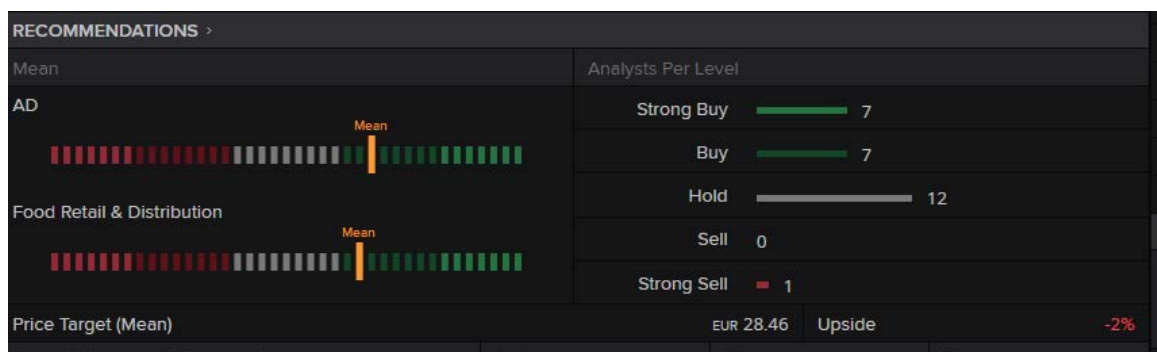 RECOMMENDATIONS >
Mean
Analysts Per Level
AD
Mean
Strong Buy 7
Buy 7
Hold 12
Food Retail & Distribution
Mean
Sell 0
Strong Sell 1
Price Target (Mean) EUR 28.46 Upside -2%